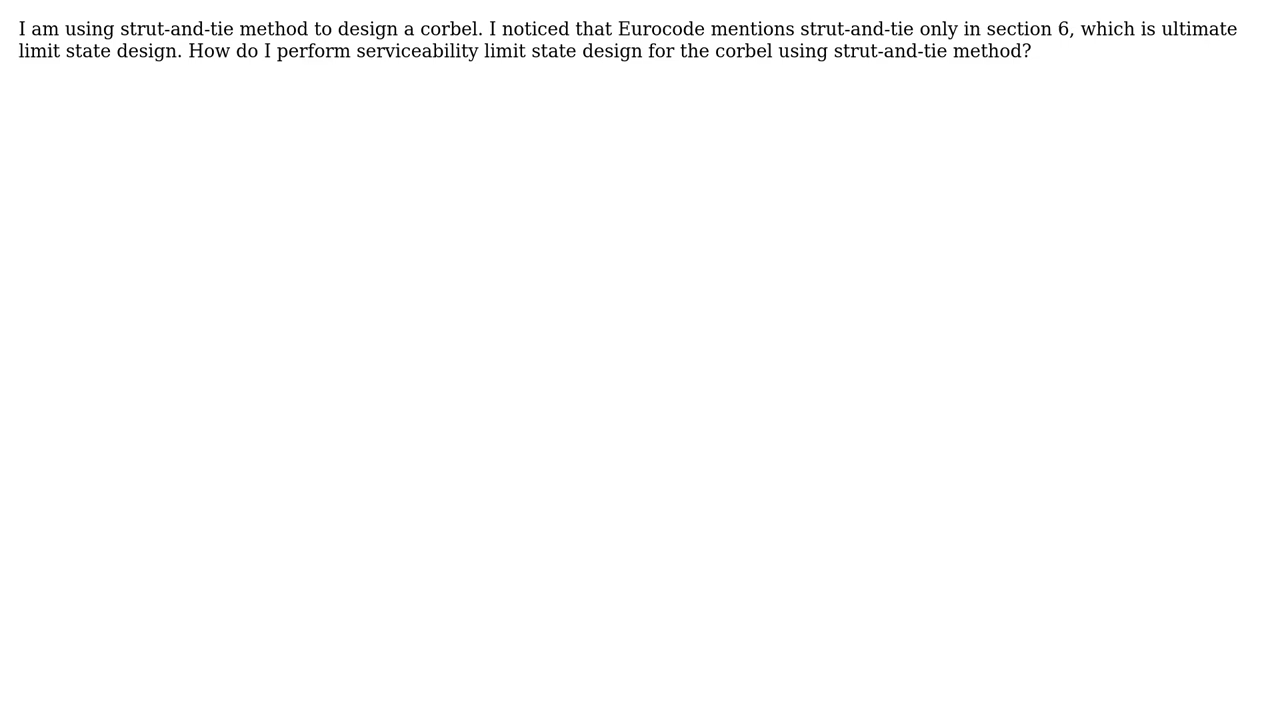 I am using strut-and-tie method to design a corbel. I noticed that Eurocode mentions strut-and-tie only in section 6, which is ultimate
limit state design. How do I perform serviceability limit state design for the corbel using strut-and-tie method?